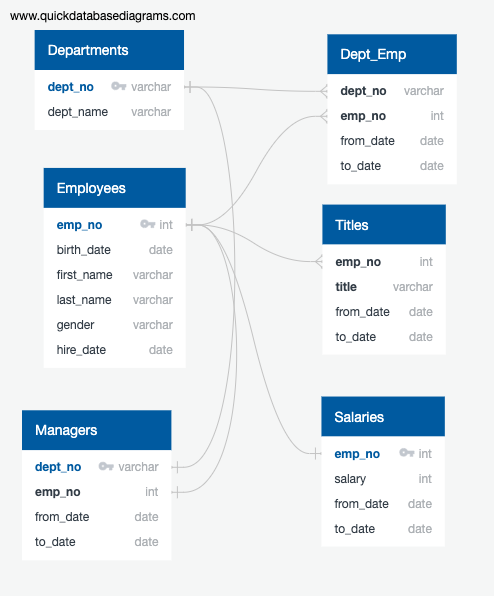 www.quickdatabasediagrams.com
Departments
dept_no varchar
dept_name varchar
Dept_Emp
dept_no varchar
emp_no int
from_date date
to_date date
Employees
emp_no int
birth_date date
first_name varchar
last_name varchar
gender varchar
hire_date date
Titles
emp_no int
title varchar
from_date date
to_date date
Managers
dept_no varchar
emp_no int
from_date date
to_date date
Salaries
emp_no int
salary int
from_date date
to_date date